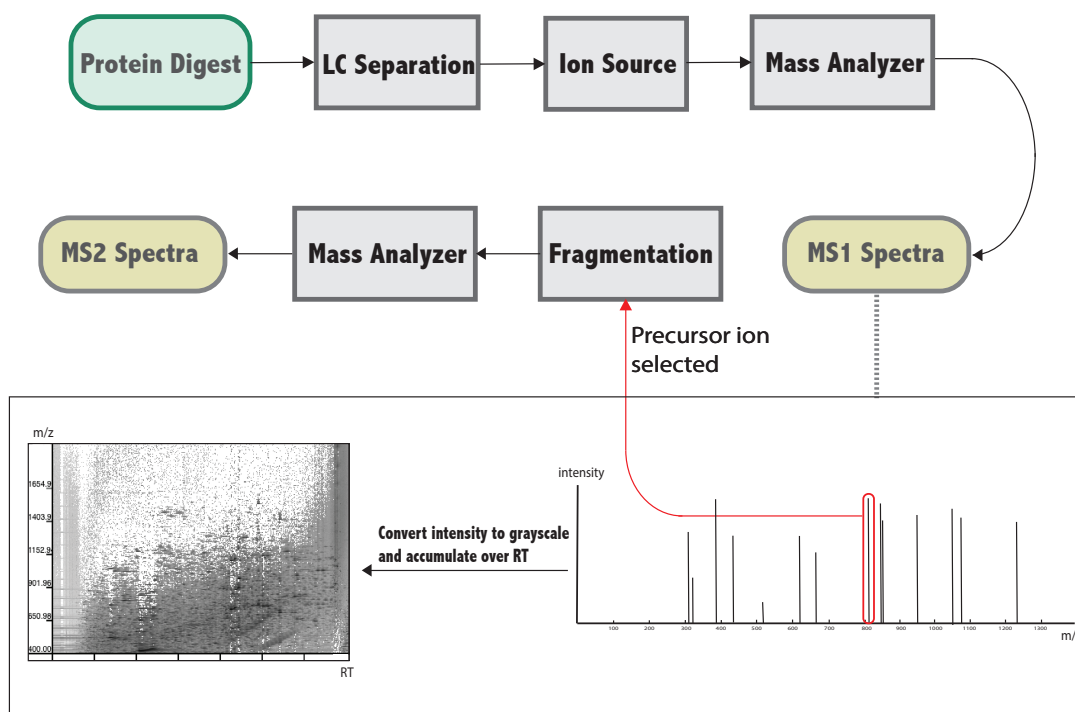 Protein Digest
LC Separation
Ion Source
Mass Analyzer
MS2 Spectra
Mass Analyzer
Fragmentation
MS1 Spectra
Precursor ion
selected
m/z
1654.9
1403.9
1152.9
901.96
650.98
400.00
RT
Convert intensity to grayscale
and accumulate over RT
intensity
100 200 300 400 500 600 700 800 900 1000 1100 1200 1300
m/